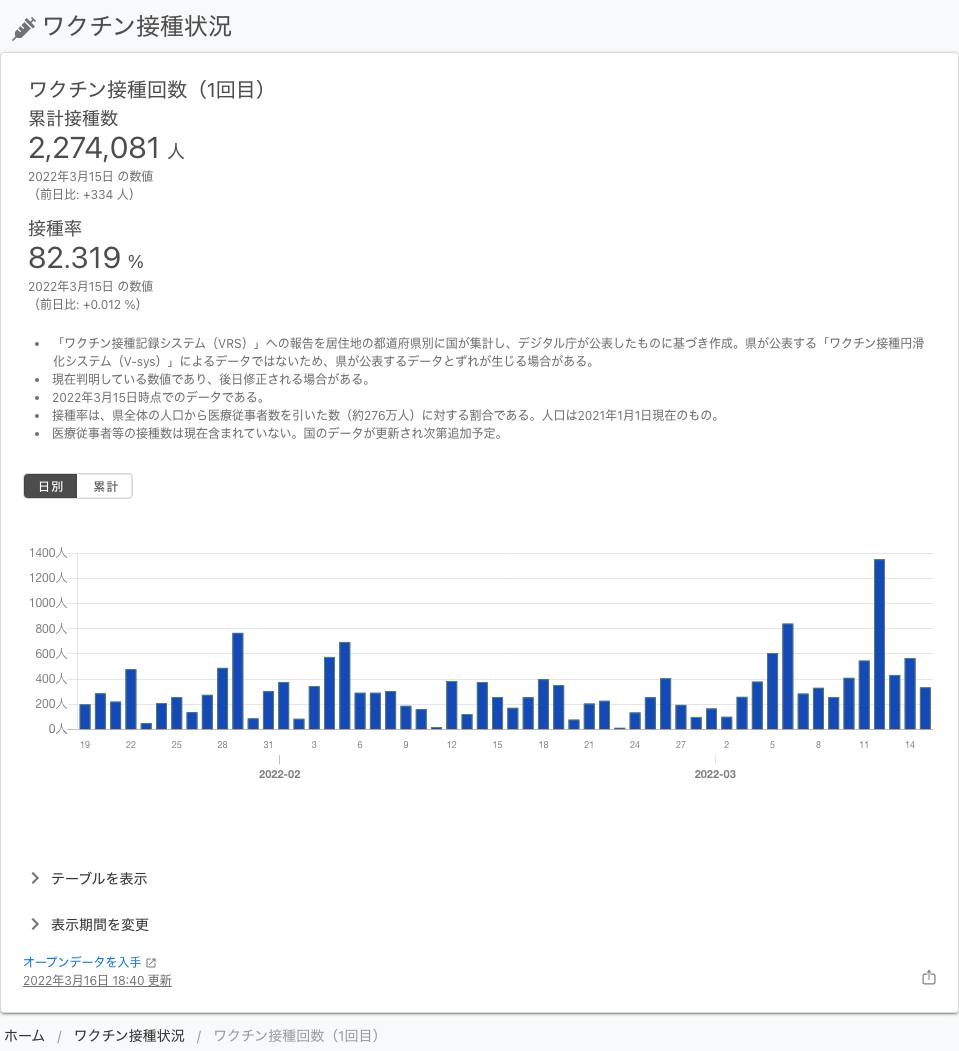 ワクチン接種状況
ワクチン接種回数（1回目）
累計接種数
2,274,081 人
2022年3月15日 の数値
（前日比: +334 人）
接種率
82.319 %
2022年3月15日 の数値
（前日比: +0.012 %）
• 「ワクチン接種記録システム（VRS）」への報告を居住地の都道府県別に国が集計し、デジタル庁が公表したものに基づき作成。県が公表する「ワクチン接種円滑
化システム（V-sys）」によるデータではないため、県が公表するデータとずれが生じる場合がある。
• 現在判明している数値であり、後日修正される場合がある。
• 2022年3月15日時点でのデータである。
• 接種率は、県全体の人口から医療従事者数を引いた数（約276万人）に対する割合である。人口は2021年1月1日現在のもの。
• 医療従事者等の接種数は現在含まれていない。国のデータが更新され次第追加予定。
日別 累計
1400人
1200人
1000人
800人
600人
400人
200人
0人
19 22 25 28 31 3 6 9 12 15 18 21 24 27 2 5 8 11 14
2022-02 2022-03
テーブルを表示
表示期間を変更
オープンデータを入手
2022年3月16日 18:40 更新
ホーム / ワクチン接種状況 / ワクチン接種回数（1回目）